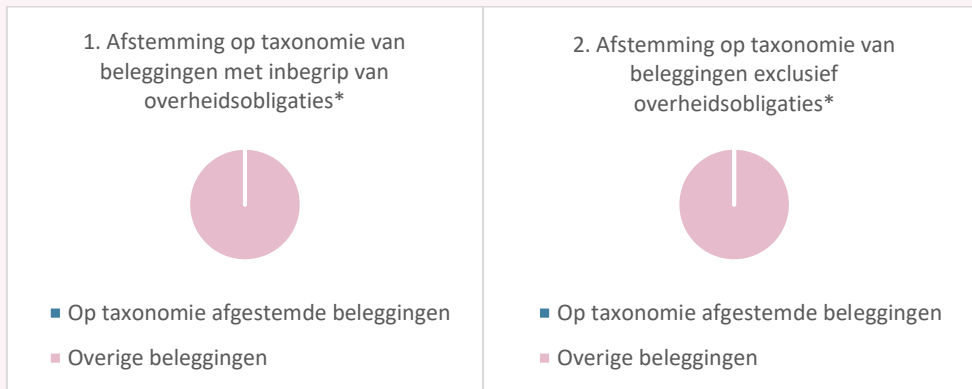 1. Afstemming op taxonomie van
beleggingen met inbegrip van
overheidsobligaties*
Op taxonomie afgestemde beleggingen
Overige beleggingen
2. Afstemming op taxonomie van
beleggingen exclusief
overheidsobligaties*
Op taxonomie afgestemde beleggingen
Overige beleggingen